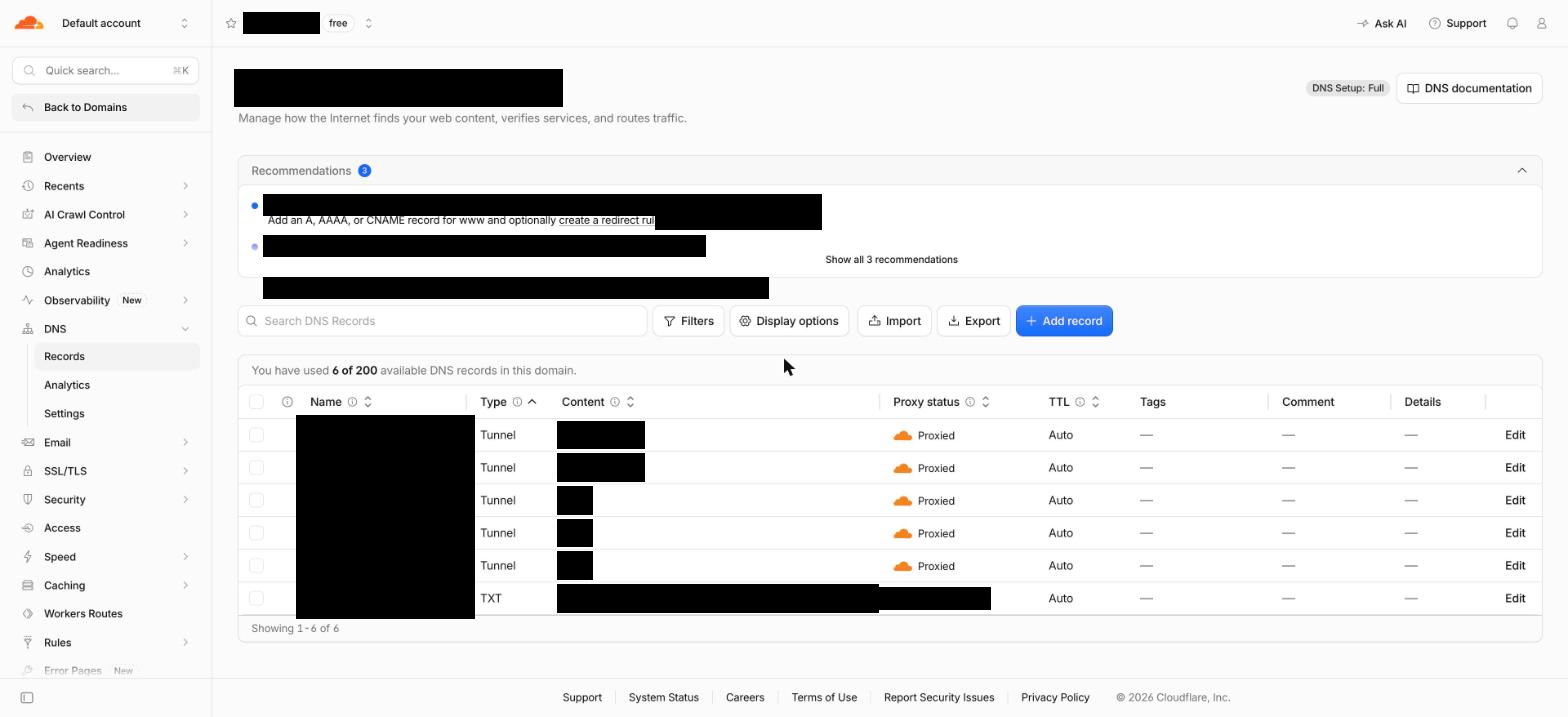 Default account
free
Ask AI
Support
Quick search...
⌘K
Back to Domains
DNS Setup: Full
DNS documentation
Manage how the Internet finds your web content, verifies services, and routes traffic.
Overview
Recents
AI Crawl Control
Agent Readiness
Analytics
Observability New
DNS
Records
Analytics
Settings
Email
SSL/TLS
Security
Access
Speed
Caching
Workers Routes
Rules
Error Pages New
Recommendations 3
Add an A, AAAA, or CNAME record for www and optionally create a redirect
Show all 3 recommendations
Search DNS Records
Filters
Display options
Import
Export
+ Add record
You have used 6 of 200 available DNS records in this domain.
Name Type Content Proxy status TTL Tags Comment Details
Tunnel Proxied Auto — — — Edit
Tunnel Proxied Auto — — — Edit
Tunnel Proxied Auto — — — Edit
Tunnel Proxied Auto — — — Edit
Tunnel Proxied Auto — — — Edit
TXT Auto — — — Edit
Showing 1-6 of 6
Support System Status Careers Terms of Use Report Security Issues Privacy Policy © 2026 Cloudflare, Inc.